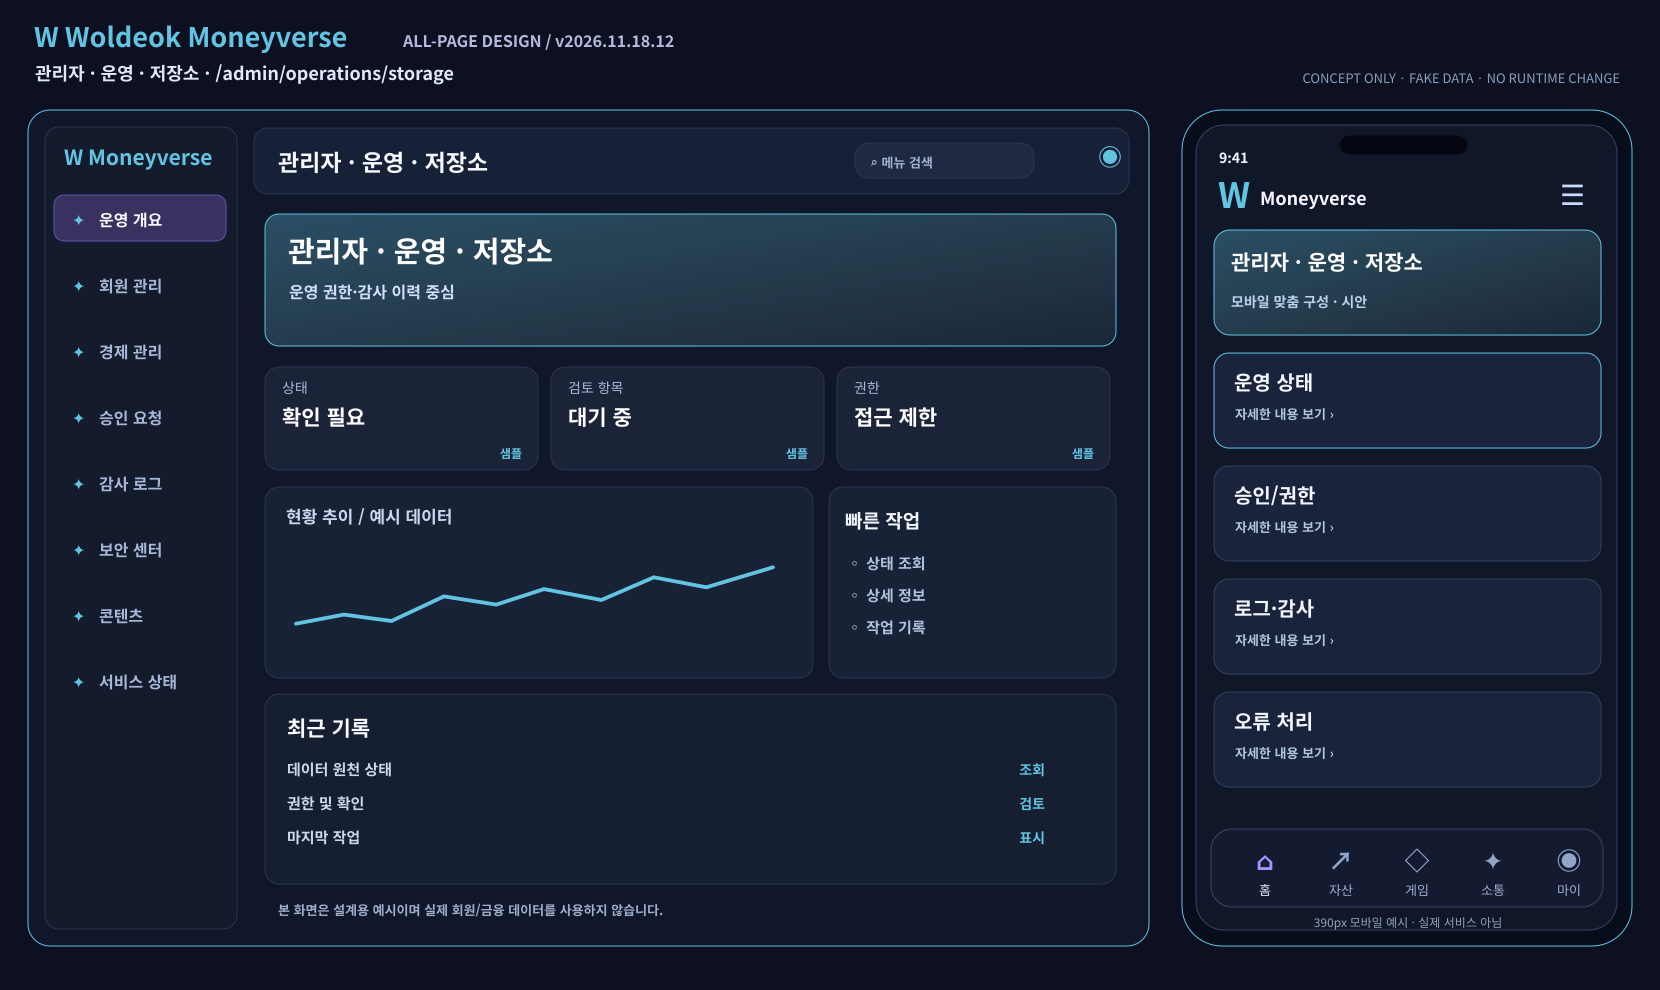 W Woldeok Moneyverse
ALL-PAGE DESIGN / v2026.11.18.12
관리자 · 운영 · 저장소 · /admin/operations/storage
CONCEPT ONLY · FAKE DATA · NO RUNTIME CHANGE
W Moneyverse
운영 개요
회원 관리
경제 관리
승인 요청
감사 로그
보안 센터
콘텐츠
서비스 상태
관리자 · 운영 · 저장소
메뉴 검색
관리자 · 운영 · 저장소
운영 권한·감사 이력 중심
상태
확인 필요
샘플
검토 항목
대기 중
샘플
권한
접근 제한
샘플
현황 추이 / 예시 데이터
빠른 작업
상태 조회
상세 정보
작업 기록
최근 기록
데이터 원천 상태
조회
권한 및 확인
검토
마지막 작업
표시
본 화면은 설계용 예시이며 실제 회원/금융 데이터를 사용하지 않습니다.
9:41
W Moneyverse
관리자 · 운영 · 저장소
모바일 맞춤 구성 · 시안
운영 상태
자세한 내용 보기 ›
승인/권한
자세한 내용 보기 ›
로그·감사
자세한 내용 보기 ›
오류 처리
자세한 내용 보기 ›
홈
자산
게임
소통
마이
390px 모바일 예시 · 실제 서비스 아님